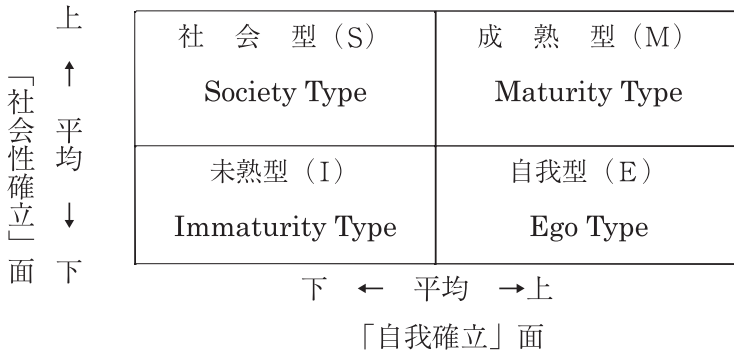 「社会性確立」面
上 ↑ 平均 ↓ 下
社会型（S）
Society Type
成熟型（M）
Maturity Type
未熟型（I）
Immaturity Type
自我型（E）
Ego Type
下 ← 平均 →上
「自我確立」面